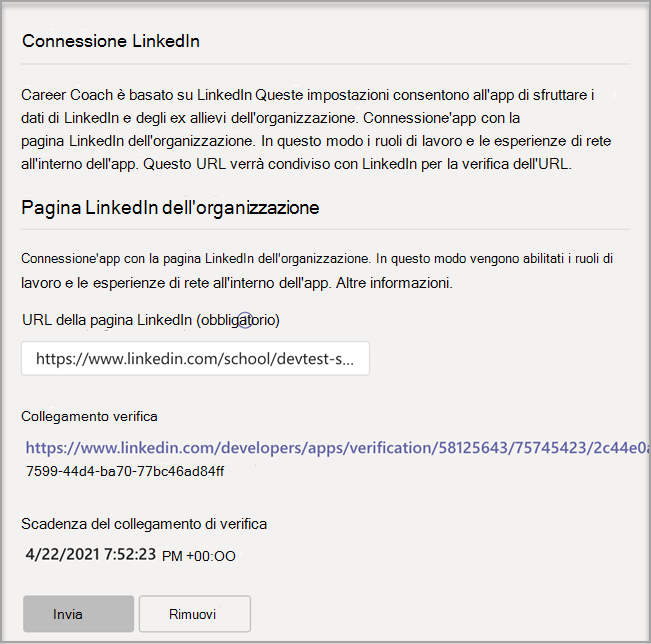 Connessione LinkedIn
Career Coach è basato su LinkedIn Queste impostazioni consentono all'app di sfruttare i
dati di LinkedIn e degli ex allievi dell'organizzazione. Connessione'app con la
pagina LinkedIn dell'organizzazione. In questo modo i ruoli di lavoro e le esperienze di rete
all'interno dell'app. Questo URL verrà condiviso con LinkedIn per la verifica dell'URL.
Pagina LinkedIn dell'organizzazione
Connessione'app con la pagina LinkedIn dell'organizzazione. In questo modo vengono abilitati i ruoli di
lavoro e le esperienze di rete all'interno dell'app. Altre informazioni.
URL della pagina LinkedIn (obbligatorio)
https://www.linkedin.com/school/devtest-s...
Collegamento verifica
https://www.linkedin.com/developers/apps/verification/58125643/75745423/2c44e0a
7599-44d4-ba70-77bc46ad84ff
Scadenza del collegamento di verifica
4/22/2021 7:52:23 PM +00:OO
Invia
Rimuovi